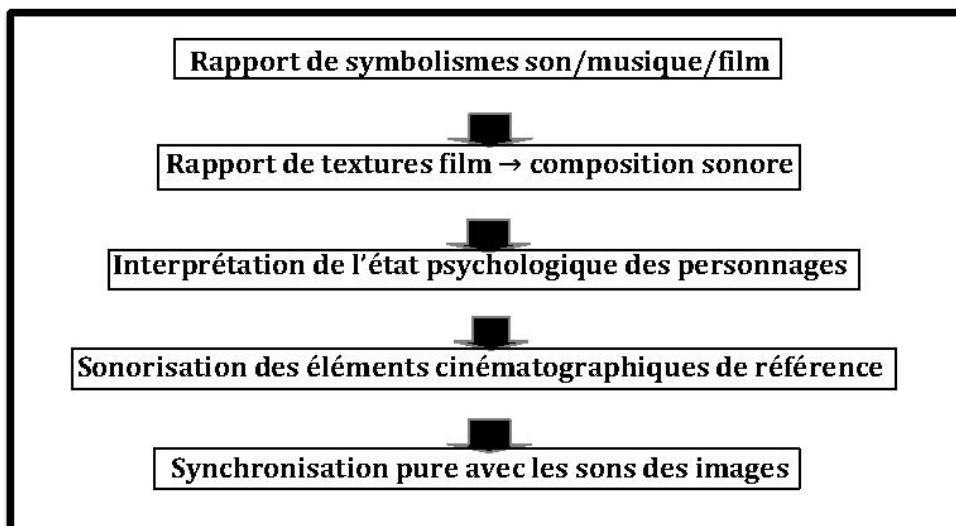 Rapport de symbolismes son/musique/film
Rapport de textures film → composition sonore
Interprétation de l’état psychologique des personnages
Sonorisation des éléments cinématographiques de référence
Synchronisation pure avec les sons des images